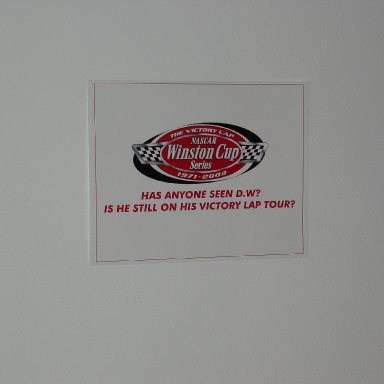 THE VICTORY LAP
NASCAR
Winston Cup
Series
1971-2003
HAS ANYONE SEEN D.W?
IS HE STILL ON HIS VICTORY LAP TOUR?